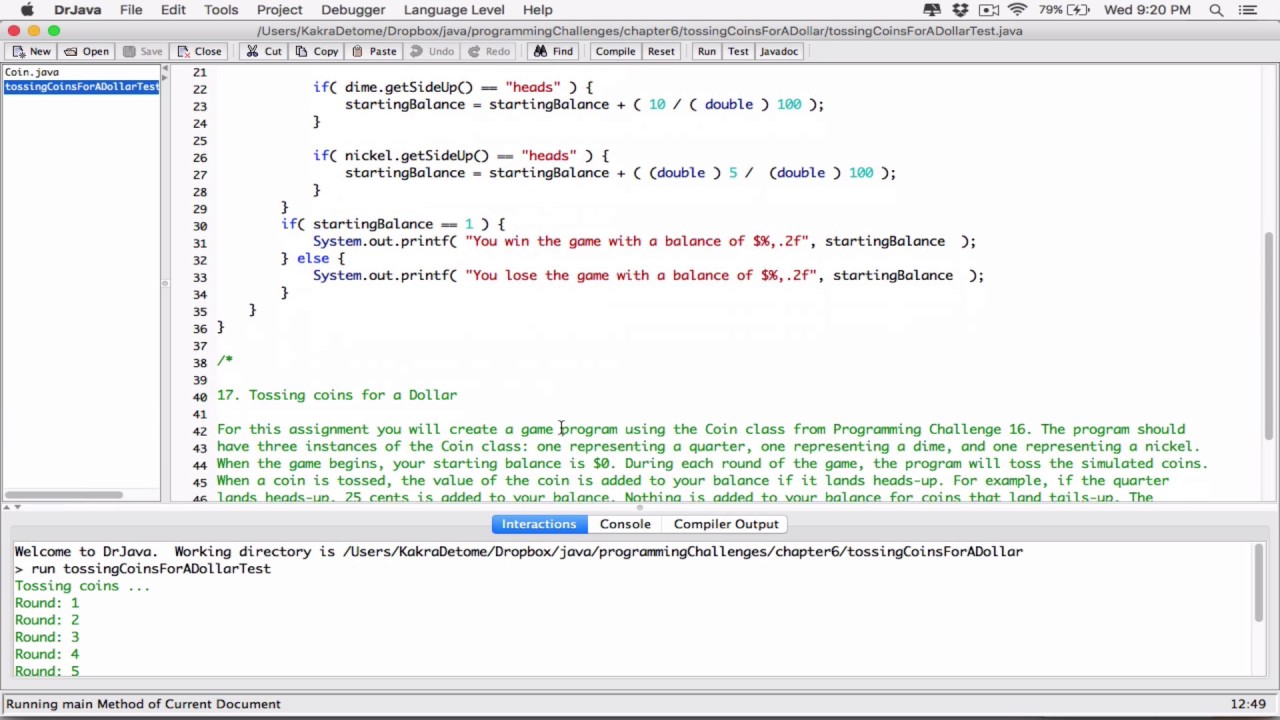 DrJava File Edit Tools Project Debugger Language Level Help 79% Wed 9:20 PM
/Users/KakraDetome/Dropbox/java/programmingChallenges/chapter6/tossingCoinsForADollar/tossingCoinsForADollarTest.java
New Open Save Close Cut Copy Paste Undo Redo Find Compile Reset Run Test Javadoc
Coin.java
tossingCoinsForADollarTest
21
22 if( dime.getSideUp() == "heads" ) {
23 startingBalance = startingBalance + ( 10 / ( double ) 100 );
24 }
25
26 if( nickel.getSideUp() == "heads" ) {
27 startingBalance = startingBalance + ( (double ) 5 /  (double ) 100 );
28 }
29 }
30 if( startingBalance == 1 ) {
31 System.out.printf( "You win the game with a balance of $%,.2f", startingBalance  );
32 } else {
33 System.out.printf( "You lose the game with a balance of $%,.2f", startingBalance  );
34 }
35 }
36 }
37
38 /*
39
40 17. Tossing coins for a Dollar
41
42 For this assignment you will create a game program using the Coin class from Programming Challenge 16. The program should
43 have three instances of the Coin class: one representing a quarter, one representing a dime, and one representing a nickel.
44 When the game begins, your starting balance is $0. During each round of the game, the program will toss the simulated coins.
45 When a coin is tossed, the value of the coin is added to your balance if it lands heads-up. For example, if the quarter
46 lands heads-up, 25 cents is added to your balance. Nothing is added to your balance for coins that land tails-up. The
Interactions Console Compiler Output
Welcome to DrJava.  Working directory is /Users/KakraDetome/Dropbox/java/programmingChallenges/chapter6/tossingCoinsForADollar
> run tossingCoinsForADollarTest
Tossing coins ...
Round: 1
Round: 2
Round: 3
Round: 4
Round: 5
Running main Method of Current Document 12:49